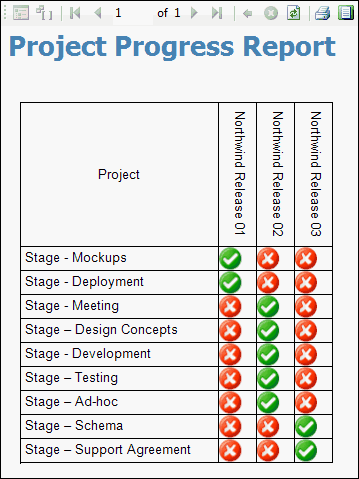 1 of 1
Project Progress Report
Project
Northwind Release 01
Northwind Release 02
Northwind Release 03
Stage - Mockups
Stage - Deployment
Stage - Meeting
Stage – Design Concepts
Stage - Development
Stage – Testing
Stage – Ad-hoc
Stage – Schema
Stage – Support Agreement